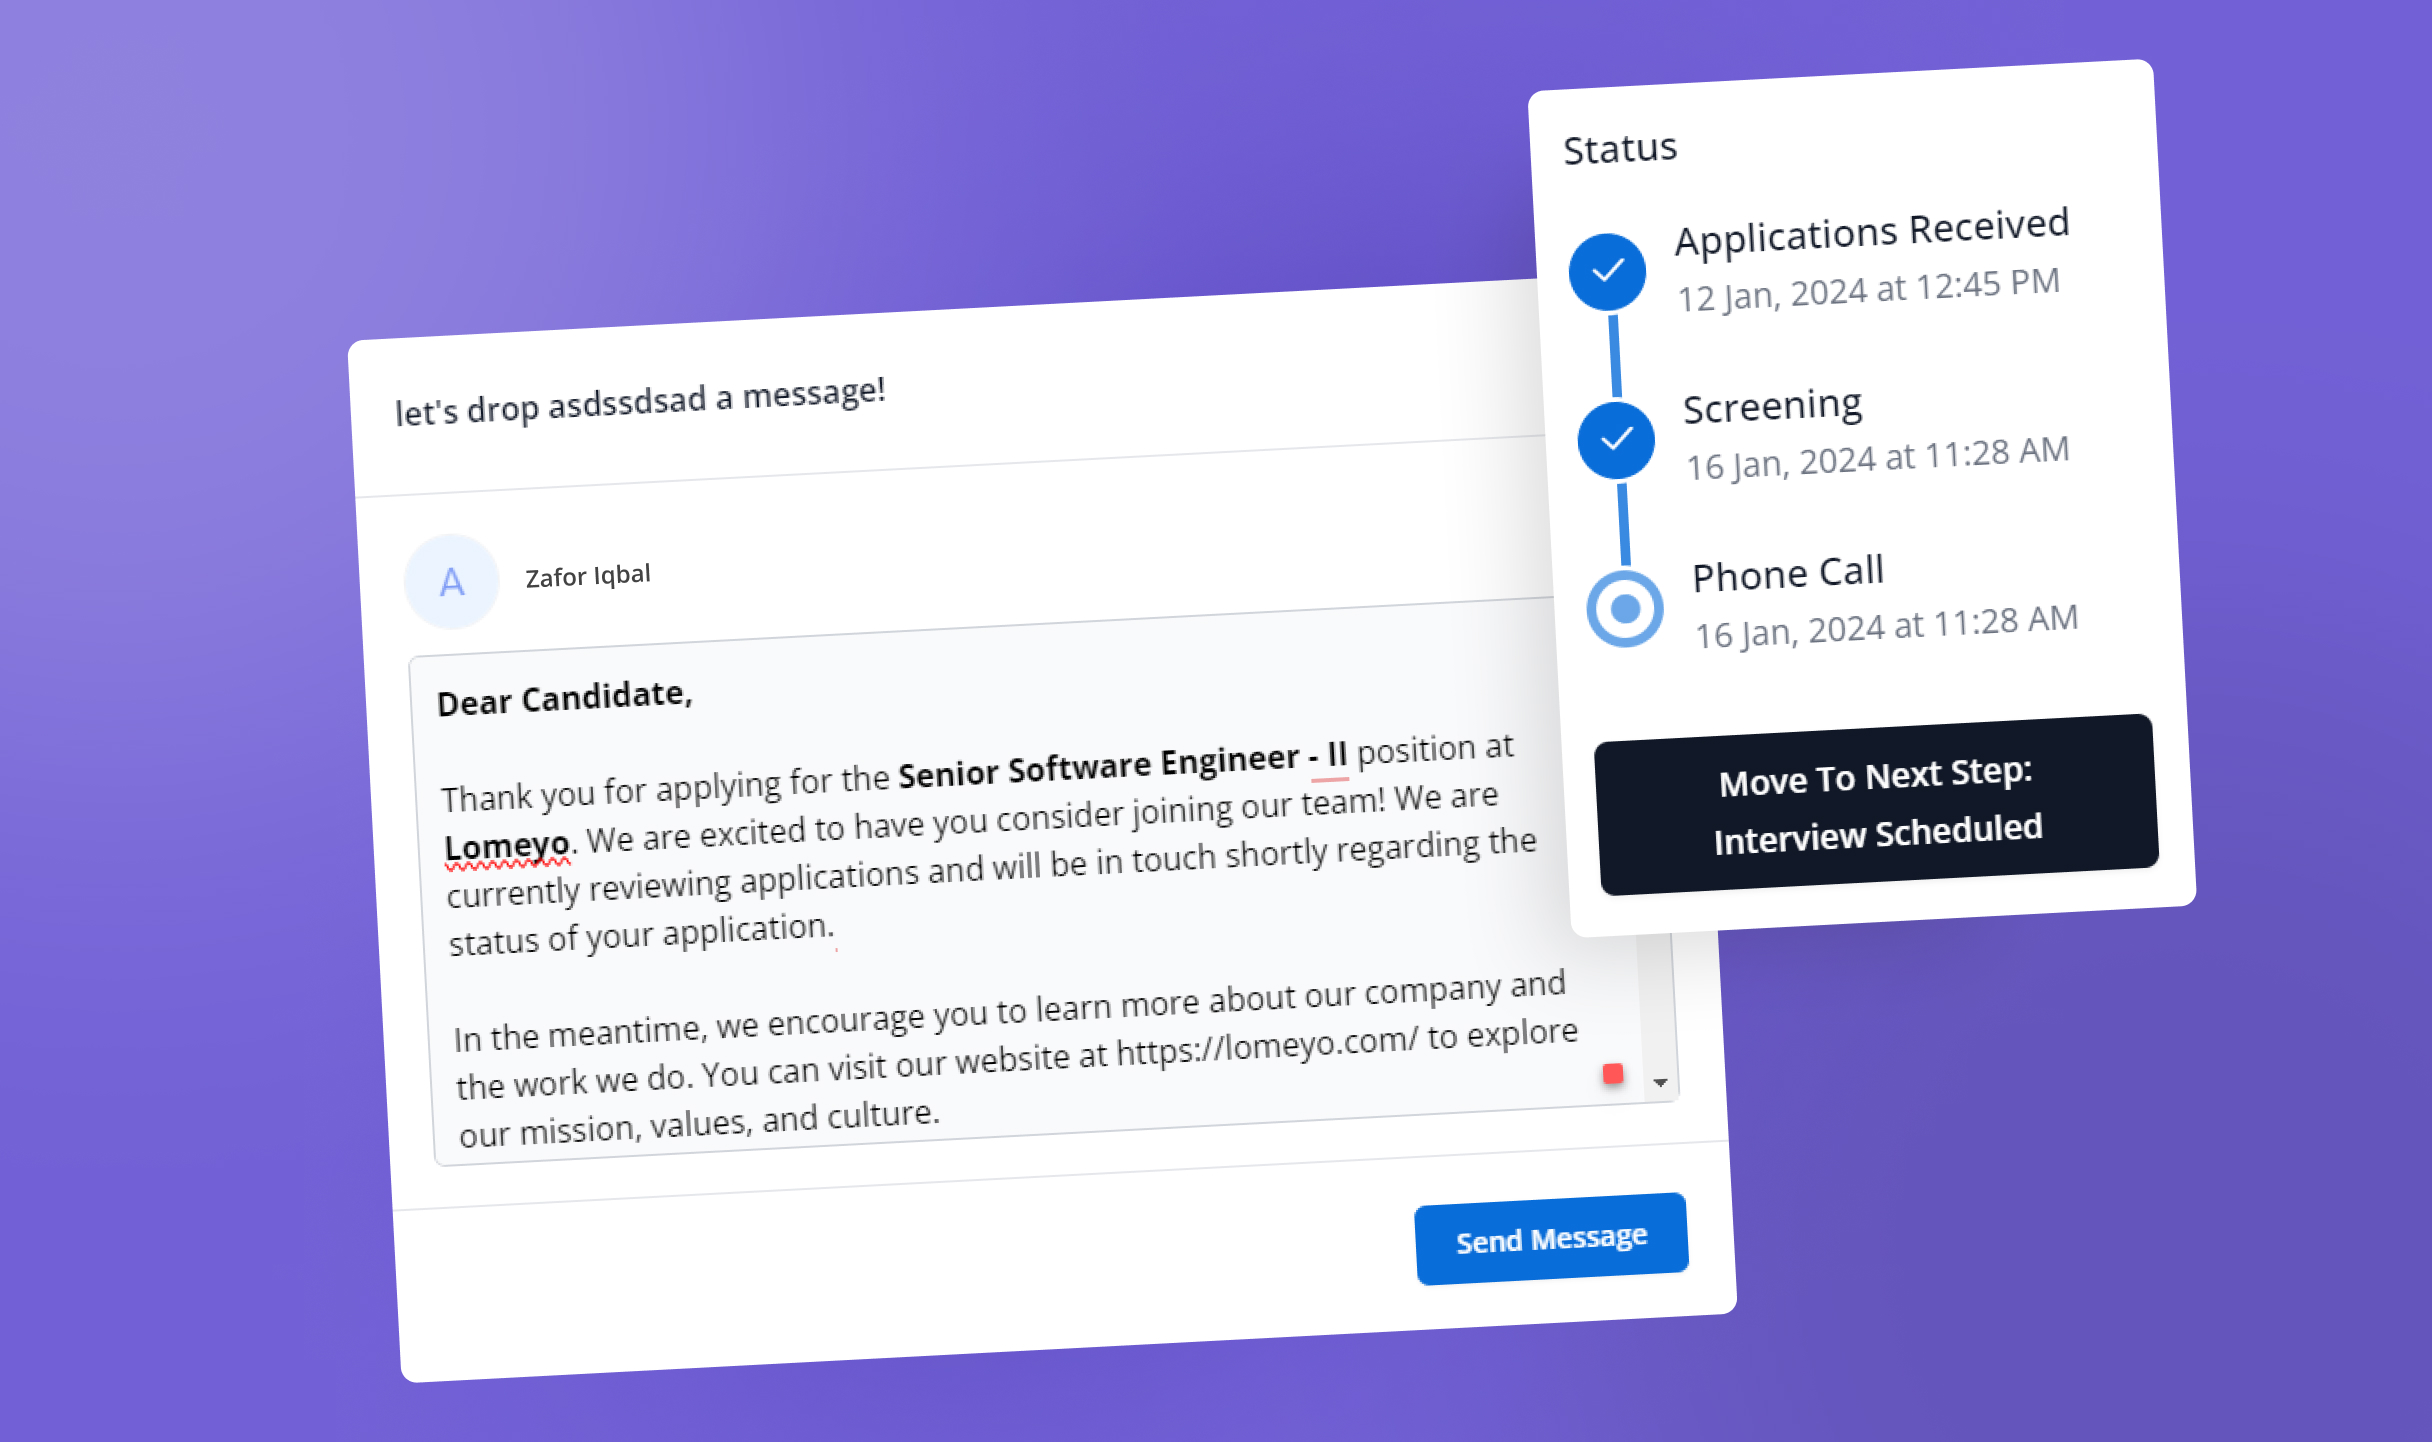 let's drop asdssdsad a message!
A
Zafor Iqbal
Dear Candidate,
Thank you for applying for the Senior Software Engineer - II position at
Lomeyo. We are excited to have you consider joining our team! We are
currently reviewing applications and will be in touch shortly regarding the
status of your application.
In the meantime, we encourage you to learn more about our company and
the work we do. You can visit our website at https://lomeyo.com/ to explore
our mission, values, and culture.
Send Message
Status
Applications Received
12 Jan, 2024 at 12:45 PM
Screening
16 Jan, 2024 at 11:28 AM
Phone Call
16 Jan, 2024 at 11:28 AM
Move To Next Step:
Interview Scheduled